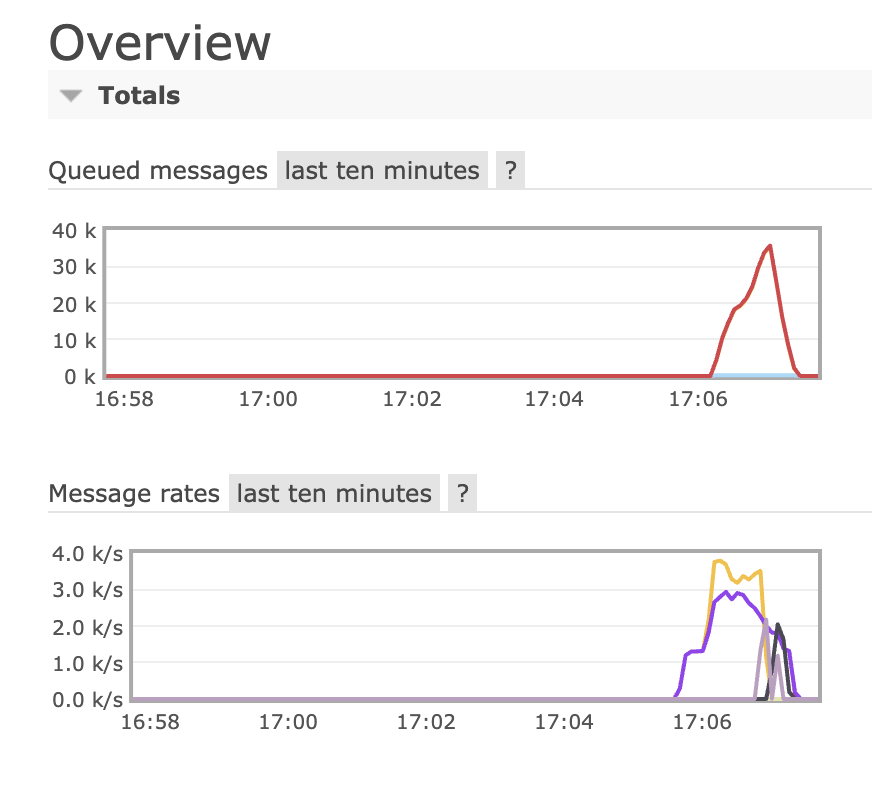 Overview
Totals
Queued messages last ten minutes ?
40 k
30 k
20 k
10 k
0 k
16:58 17:00 17:02 17:04 17:06
Message rates last ten minutes ?
4.0 k/s
3.0 k/s
2.0 k/s
1.0 k/s
0.0 k/s
16:58 17:00 17:02 17:04 17:06